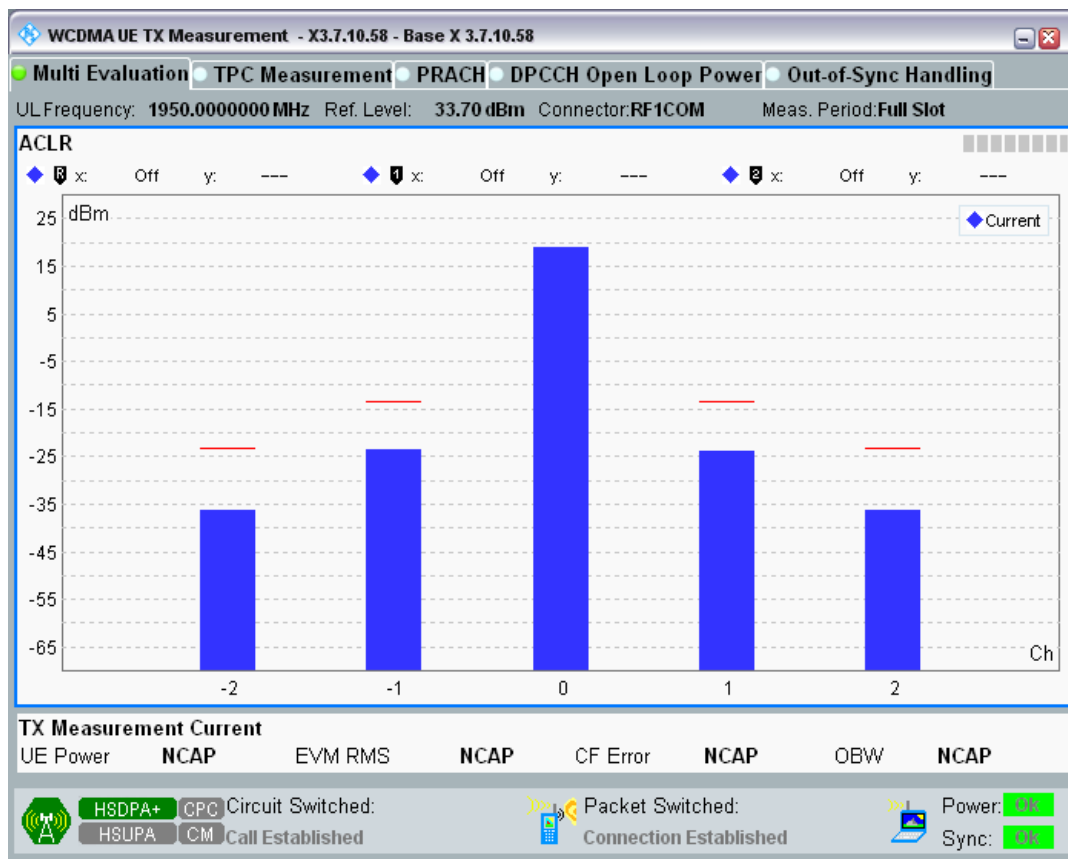 WCDMA UE TX Measurement - X3.7.10.58 - Base X 3.7.10.58
Multi Evaluation TPC Measurement PRACH DPCCH Open Loop Power Out-of-Sync Handling
UL Frequency: 1950.0000000 MHz Ref. Level: 33.70 dBm Connector:RF1COM Meas. Period:Full Slot
ACLR
R x: Off y: --- 1 x: Off y: --- 2 x: Off y: ---
dBm
Current
25
15
5
-5
-15
-25
-35
-45
-55
-65
Ch
-2 -1 0 1 2
TX Measurement Current
UE Power NCAP EVM RMS NCAP CF Error NCAP OBW NCAP
HSDPA+ CPC Circuit Switched: Packet Switched: Power: OK
HSUPA CM Call Established Connection Established Sync: OK